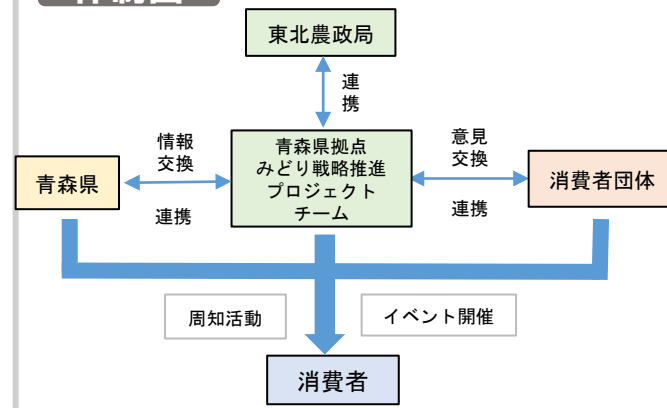 東北農政局
連
携
情報
交換
連携
青森県
青森県拠点
みどり戦略推進
プロジェクト
チーム
意見
交換
連携
消費者団体
周知活動
イベント開催
消費者